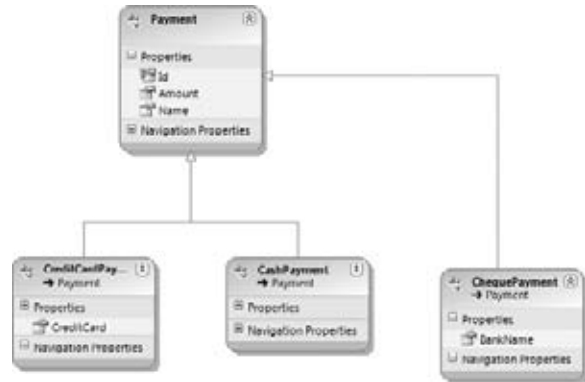 Payment
Properties
Id
Amount
Name
Navigation Properties
CreditCardPay...
Payment
Properties
CreditCard
Navigation Properties
CashPayment
Payment
Properties
Navigation Properties
ChequePayment
Payment
Properties
BankName
Navigation Properties